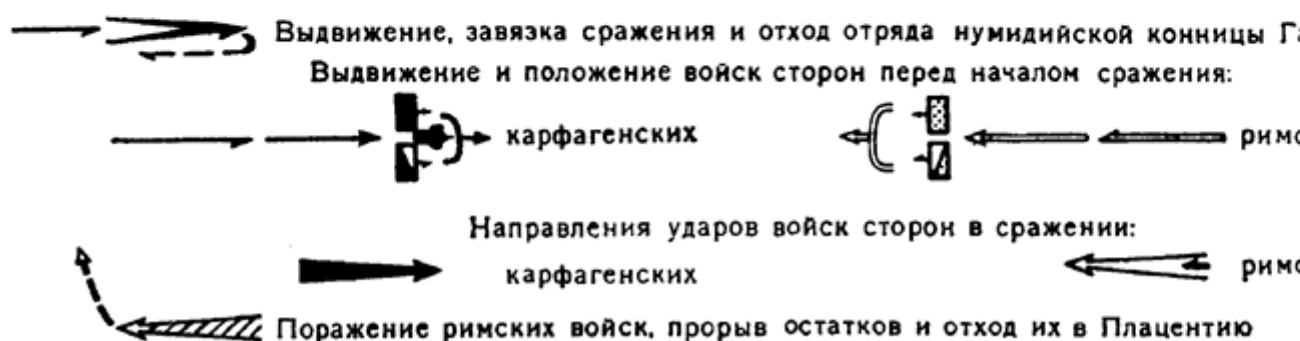 Выдвижение, завязка сражения и отход отряда нумидийской конницы
Выдвижение и положение войск сторон перед началом сражения:
карфагенских
Направления ударов войск сторон в сражении:
карфагенских
Поражение римских войск, прорыв остатков и отход их в Плацентию